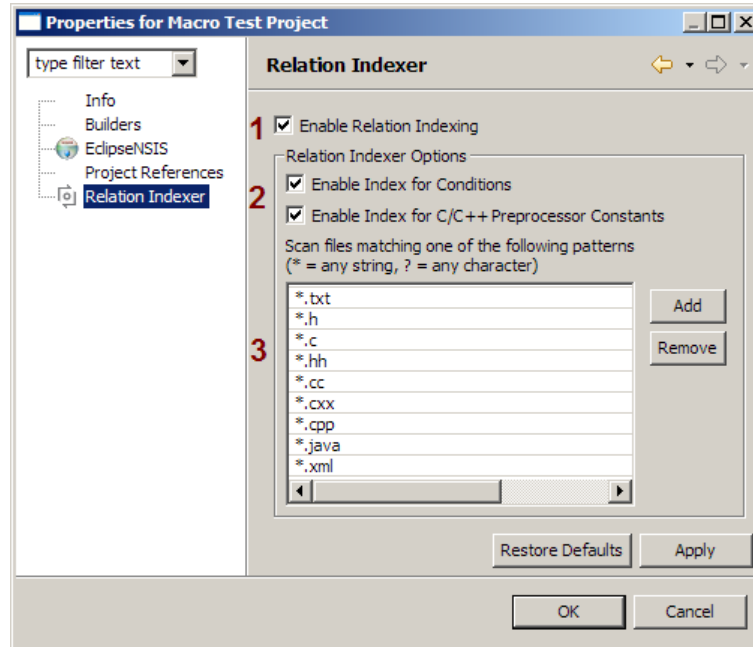 Properties for Macro Test Project
type filter text
Relation Indexer
Info
Builders
EclipseNSIS
Project References
Relation Indexer
1
Enable Relation Indexing
Relation Indexer Options
2
Enable Index for Conditions
Enable Index for C/C++ Preprocessor Constants
Scan files matching one of the following patterns
(* = any string, ? = any character)
3
*.txt
*.h
*.c
*.hh
*.cc
*.cxx
*.cpp
*.java
*.xml
Add
Remove
Restore Defaults
Apply
OK
Cancel